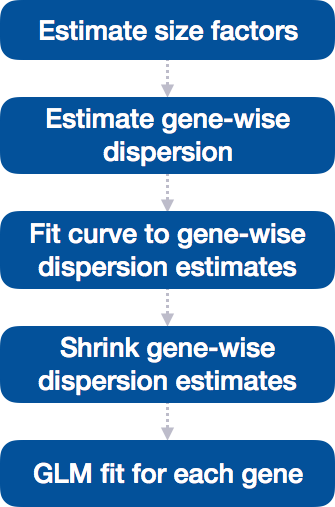 Estimate size factors
Estimate gene-wise
dispersion
Fit curve to gene-wise
dispersion estimates
Shrink gene-wise
dispersion estimates
GLM fit for each gene